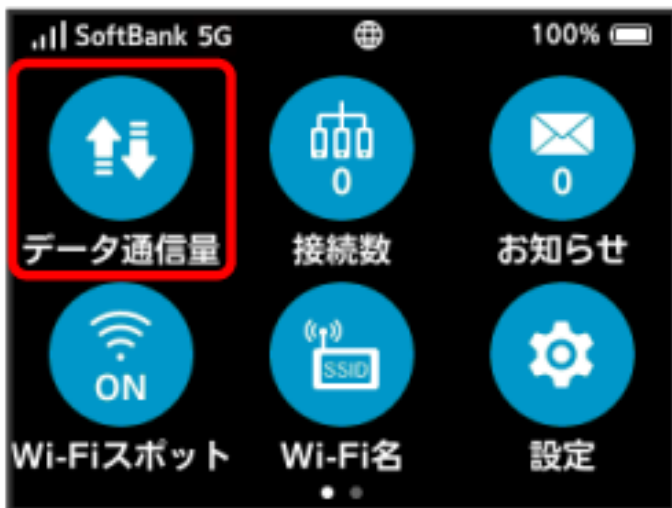 SoftBank 5G 100%
0 0
データ通信量 接続数 お知らせ
ON SSID
Wi-Fiスポット Wi-Fi名 設定